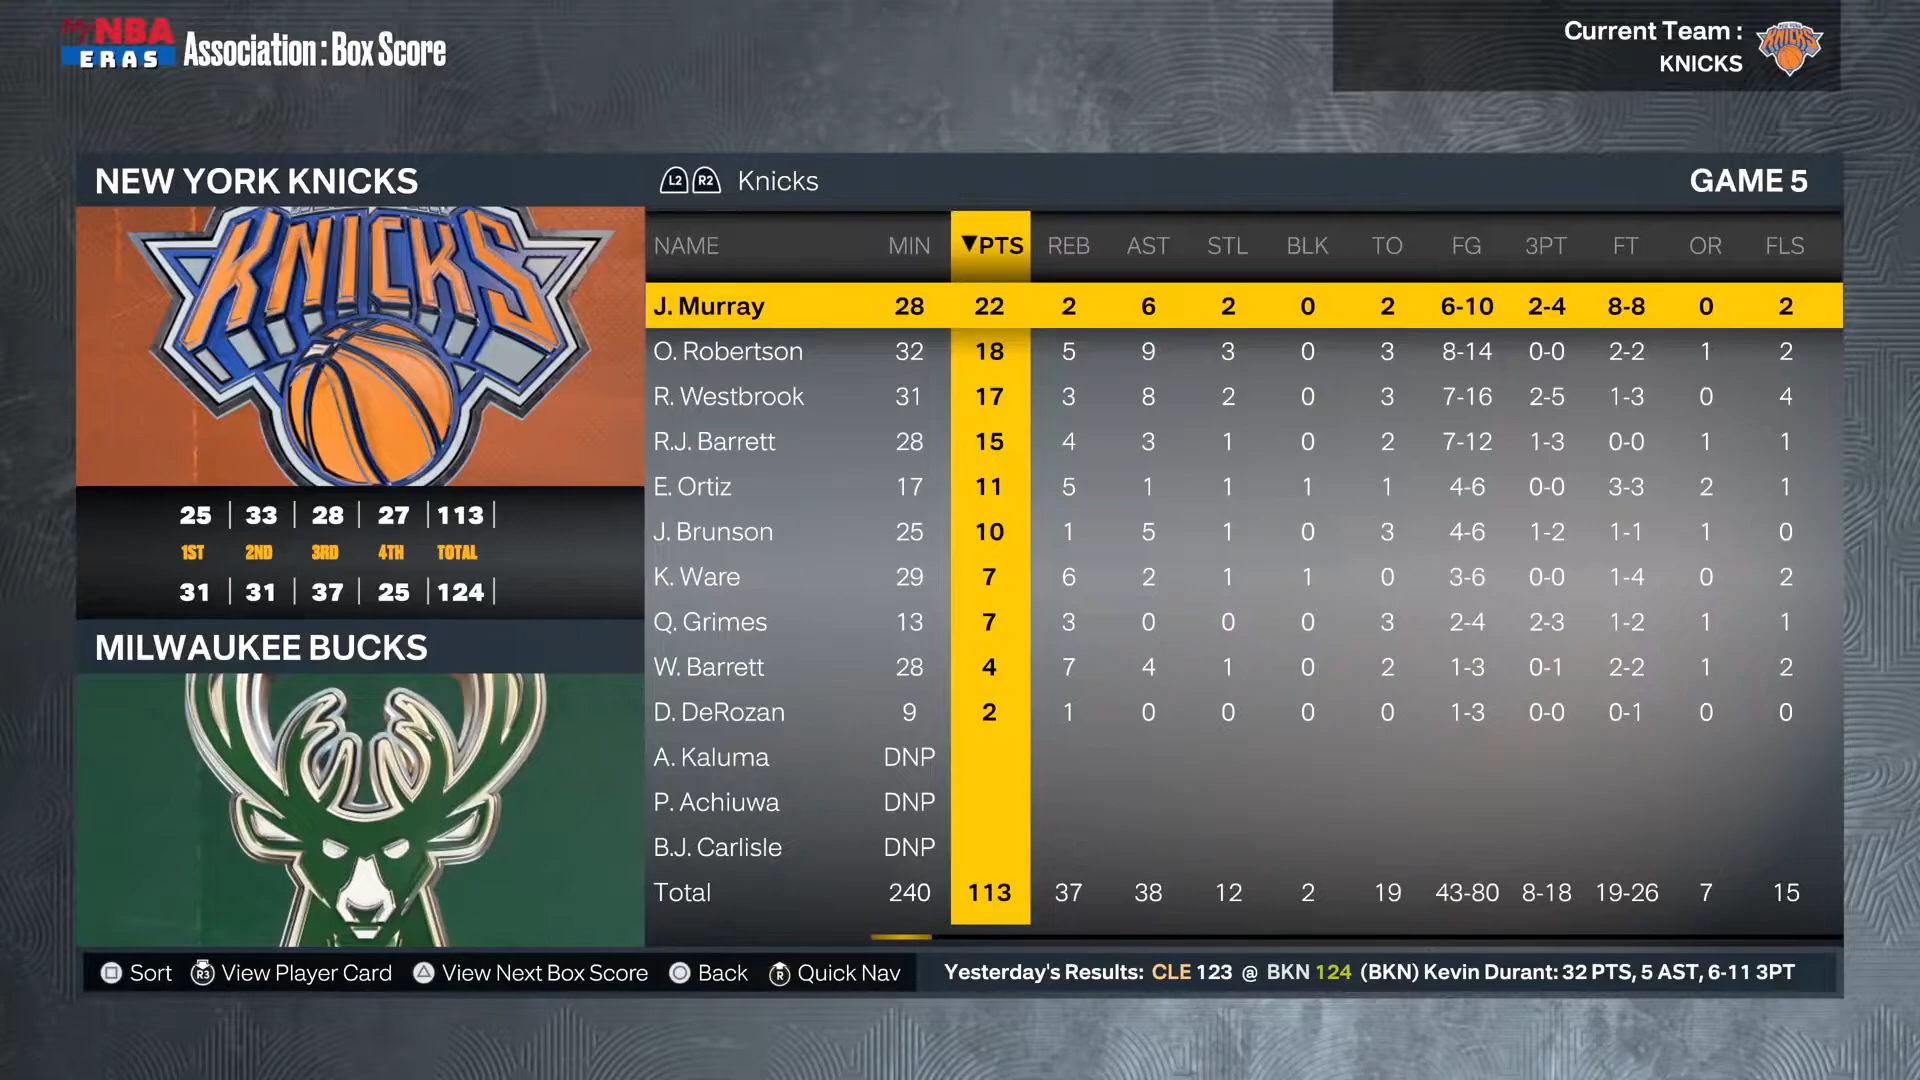 MyNBA
ERAS
Association : Box Score
Current Team :
KNICKS
KNICKS
NEW YORK KNICKS
KNICKS
25 | 33 | 28 | 27 | 113 |
1ST 2ND 3RD 4TH TOTAL
31 | 31 | 37 | 25 | 124 |
MILWAUKEE BUCKS
L2 R2 Knicks GAME 5
NAME MIN ▼PTS REB AST STL BLK TO FG 3PT FT OR FLS
J. Murray 28 22 2 6 2 0 2 6-10 2-4 8-8 0 2
O. Robertson 32 18 5 9 3 0 3 8-14 0-0 2-2 1 2
R. Westbrook 31 17 3 8 2 0 3 7-16 2-5 1-3 0 4
R.J. Barrett 28 15 4 3 1 0 2 7-12 1-3 0-0 1 1
E. Ortiz 17 11 5 1 1 1 1 4-6 0-0 3-3 2 1
J. Brunson 25 10 1 5 1 0 3 4-6 1-2 1-1 1 0
K. Ware 29 7 6 2 1 1 0 3-6 0-0 1-4 0 2
Q. Grimes 13 7 3 0 0 0 3 2-4 2-3 1-2 1 1
W. Barrett 28 4 7 4 1 0 2 1-3 0-1 2-2 1 2
D. DeRozan 9 2 1 0 0 0 0 1-3 0-0 0-1 0 0
A. Kaluma DNP
P. Achiuwa DNP
B.J. Carlisle DNP
Total 240 113 37 38 12 2 19 43-80 8-18 19-26 7 15
Sort R3 View Player Card View Next Box Score Back R Quick Nav
Yesterday's Results: CLE 123 @ BKN 124 (BKN) Kevin Durant: 32 PTS, 5 AST, 6-11 3PT